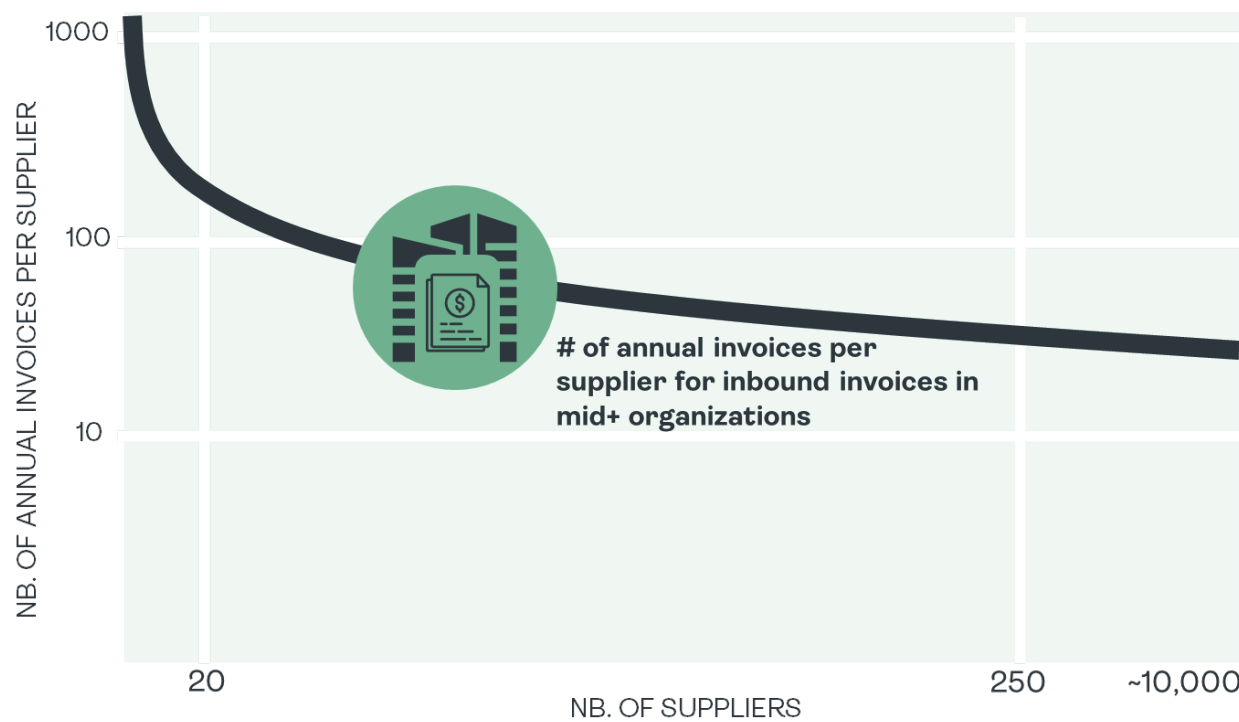 1000
100
10
NB. OF ANNUAL INVOICES PER SUPPLIER
$
# of annual invoices per
supplier for inbound invoices in
mid+ organizations
20
250
~10,000
NB. OF SUPPLIERS